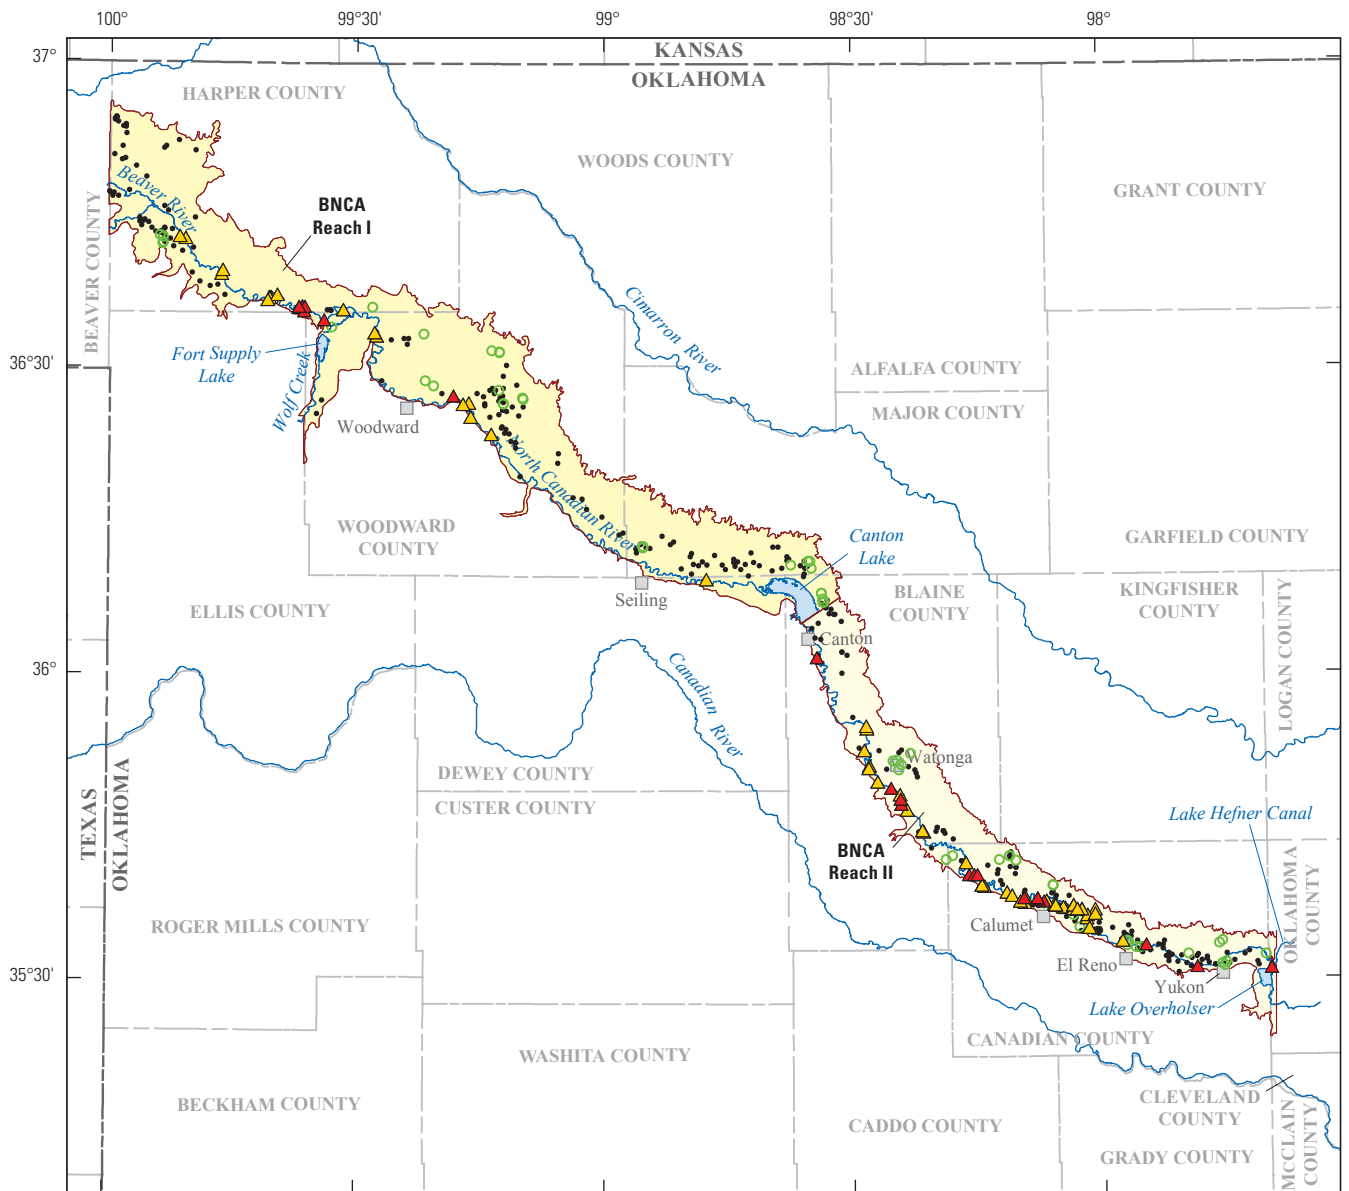 100°
99°30'
99°
98°30'
98°
37°
KANSAS
OKLAHOMA
HARPER COUNTY
WOODS COUNTY
GRANT COUNTY
Beaver River
BEAVER COUNTY
BNCA
Reach I
Cimarron River
36°30'
Fort Supply
Lake
Wolf Creek
ALFALFA COUNTY
MAJOR COUNTY
Woodward
North Canadian River
WOODWARD
COUNTY
Canton
Lake
GARFIELD COUNTY
Seiling
ELLIS COUNTY
BLAINE
COUNTY
KINGFISHER
COUNTY
LOGAN COUNTY
Canton
36°
Canadian
River
DEWEY COUNTY
Watonga
CUSTER COUNTY
TEXAS
OKLAHOMA
Lake Hefner Canal
BNCA
Reach II
OKLAHOMA
COUNTY
ROGER MILLS COUNTY
Calumet
El Reno
35°30'
Yukon
Lake Overholser
CANADIAN COUNTY
WASHITA COUNTY
BECKHAM COUNTY
CLEVELAND
COUNTY
CADDO COUNTY
GRADY COUNTY
MCCLAIN
COUNTY